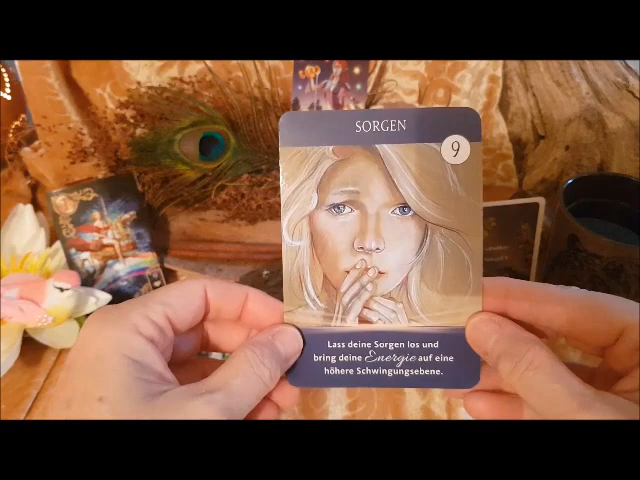 SORGEN
9
Lass deine Sorgen los und
bring deine Energie auf eine
höhere Schwingungsebene.